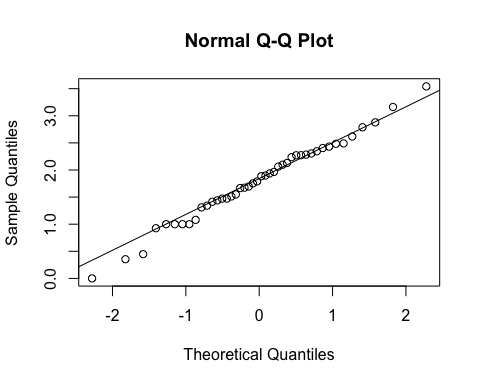 Normal Q-Q Plot
Sample Quantiles
3.0
2.0
1.0
0.0
-2 -1 0 1 2
Theoretical Quantiles